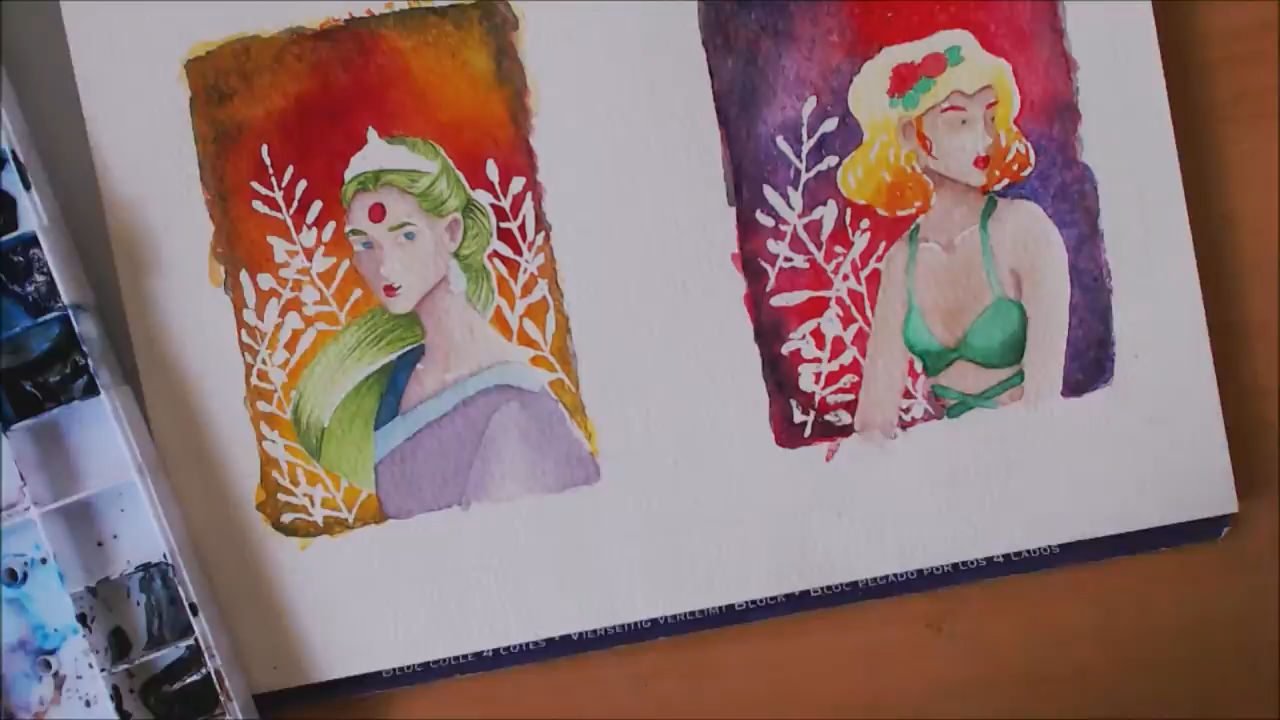 Bloc collé 4 côtés • Vierseitig verleimt Block • Bloc pegado por los 4 lados